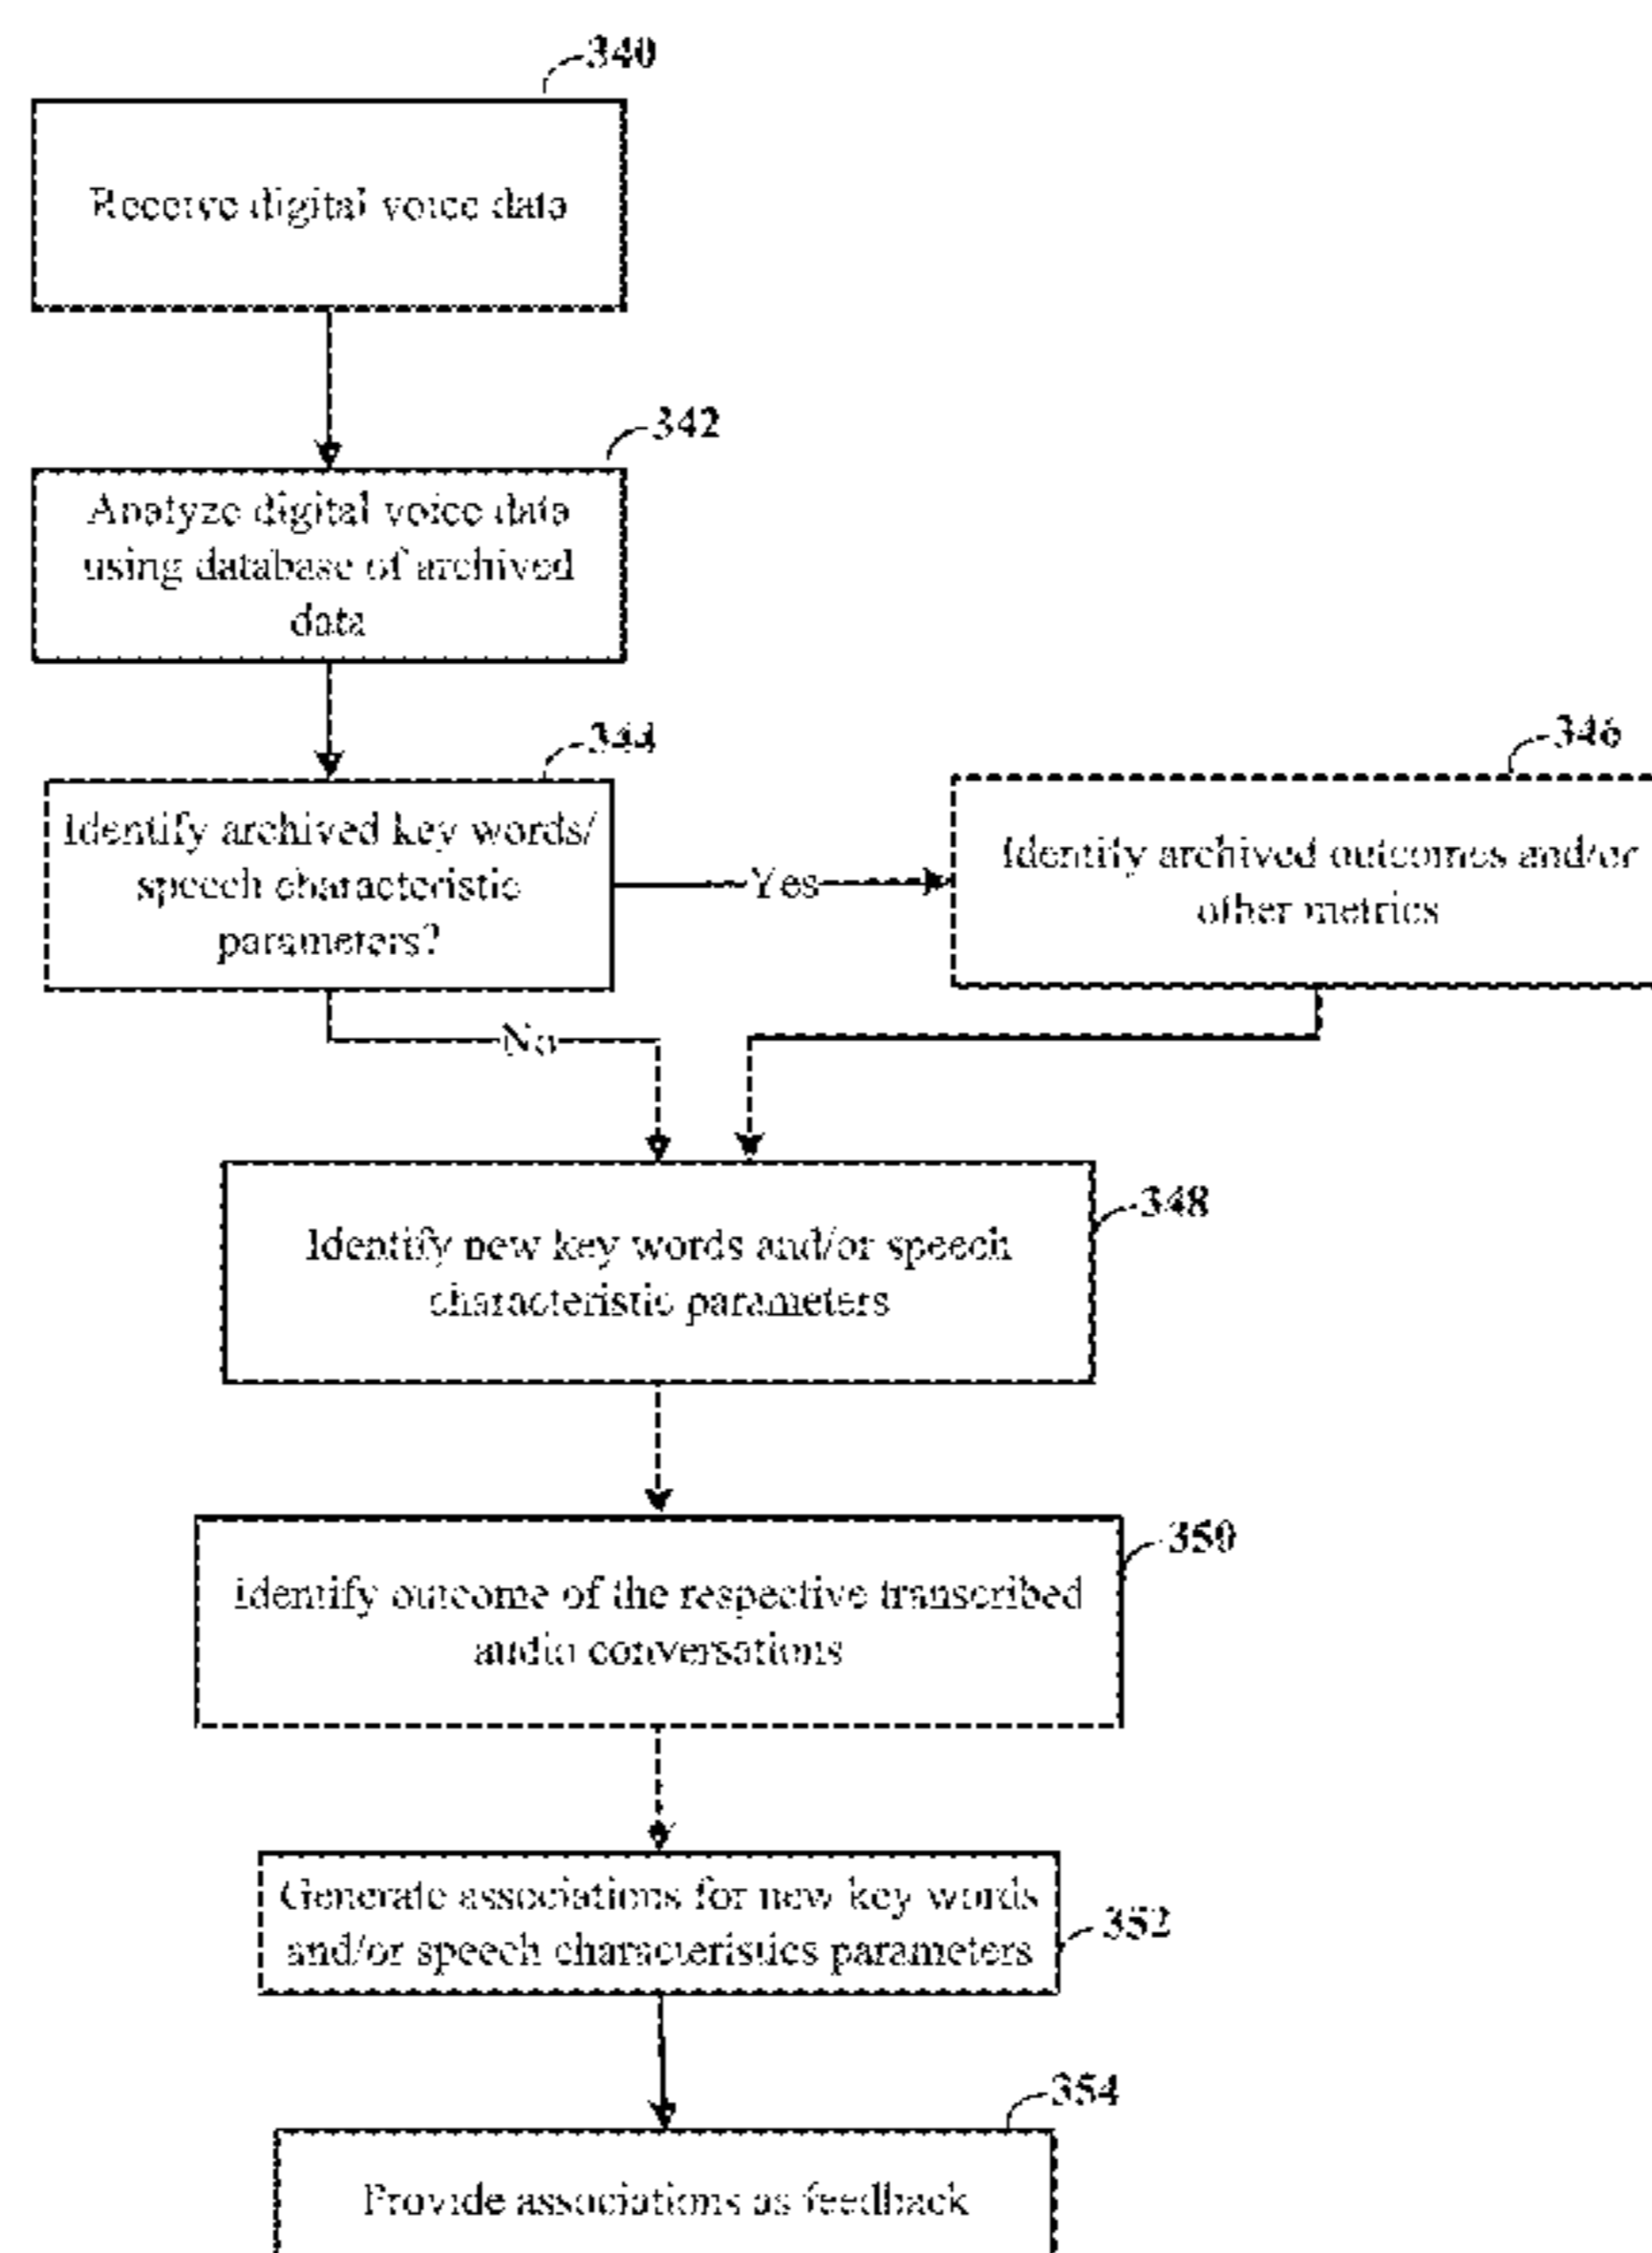 340
Receive digital voice data
342
Analyze digital voice data
using database of archived
data
344
Identify archived key words/
speech characteristic
parameters?
Yes
346
Identify archived outcomes and/or
other metrics
No
348
Identify new key words and/or speech
characteristic parameters
350
Identify outcome of the respective transcribed
audio conversations
352
Generate associations for new key words
and/or speech characteristics parameters
354
Provide associations as feedback